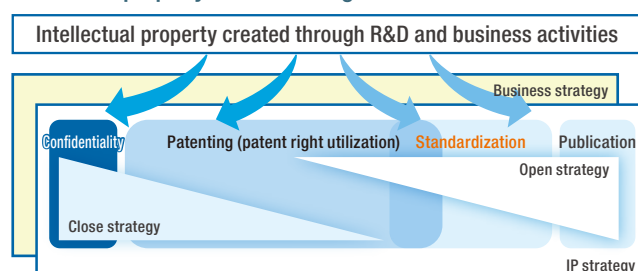 Intellectual property created through R&D and business activities
Business strategy
Confidentiality
Patenting (patent right utilization)
Standardization
Publication
Open strategy
Close strategy
IP strategy